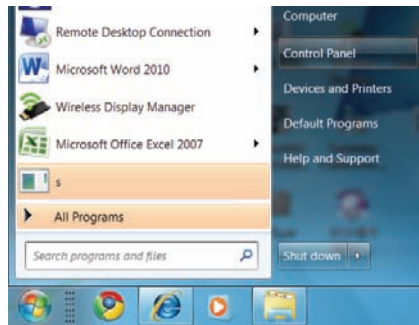 Remote Desktop Connection
Microsoft Word 2010
Wireless Display Manager
Microsoft Office Excel 2007
s
All Programs
Search programs and files
Computer
Control Panel
Devices and Printers
Default Programs
Help and Support
Shut down